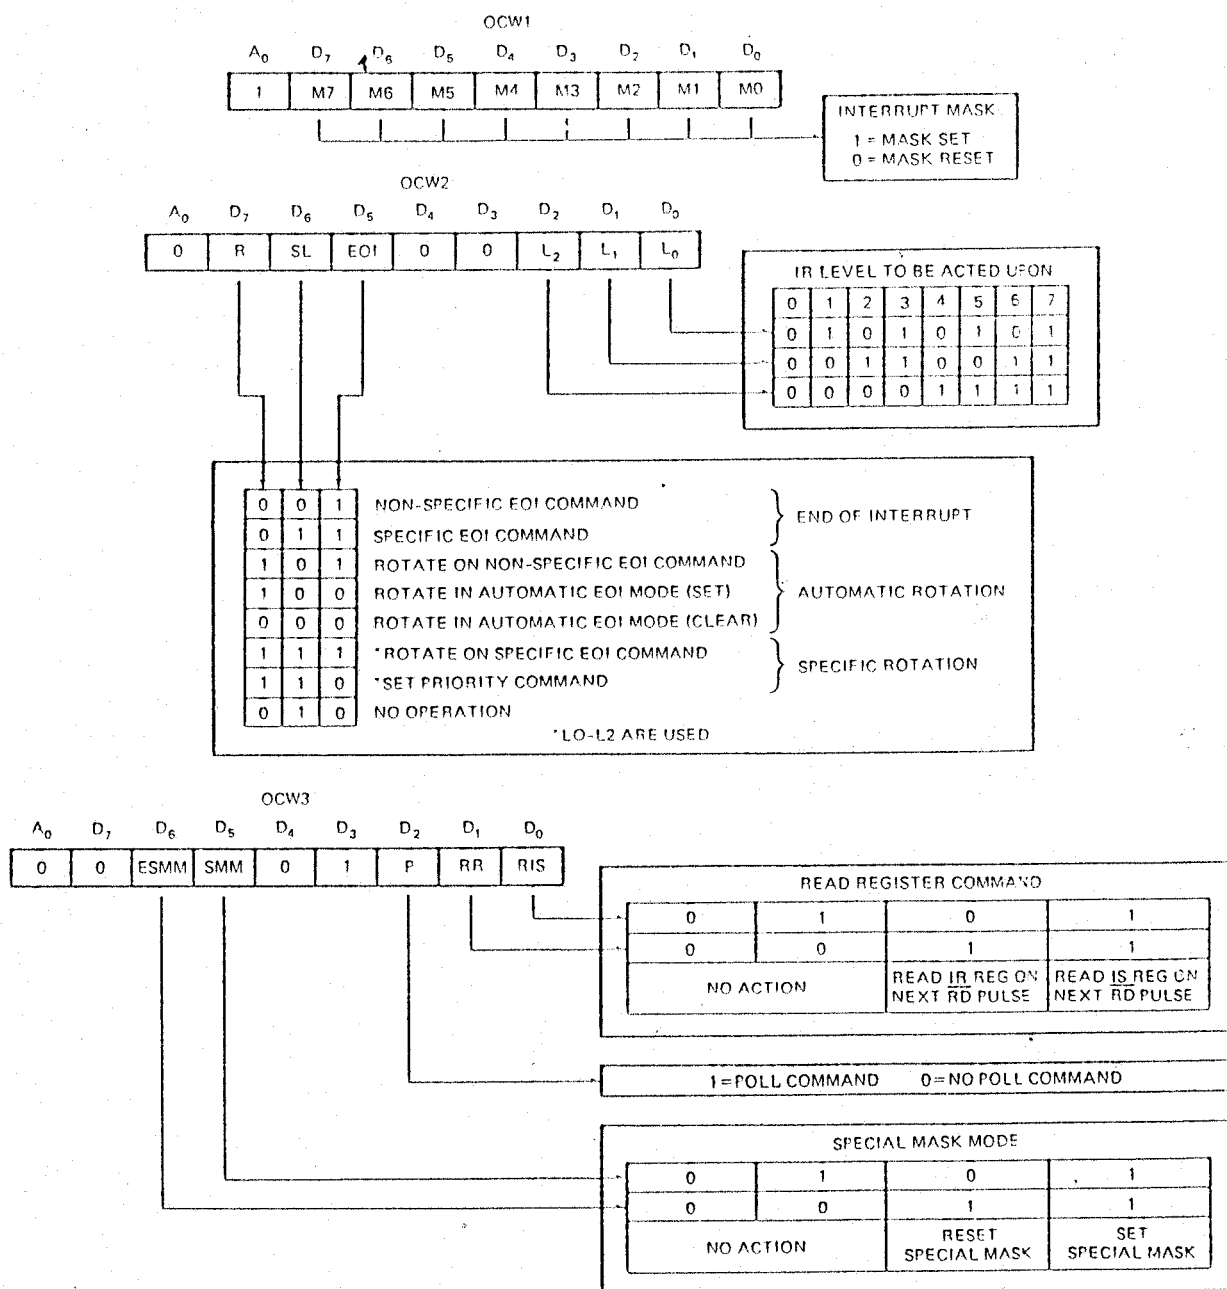 OCW1
A0 D7 D6 D5 D4 D3 D2 D1 D0
1 M7 M6 M5 M4 M3 M2 M1 M0
INTERRUPT MASK
1 = MASK SET
0 = MASK RESET
OCW2
A0 D7 D6 D5 D4 D3 D2 D1 D0
0 R SL EOI 0 0 L2 L1 L0
IR LEVEL TO BE ACTED UPON
0 1 2 3 4 5 6 7
0 1 0 1 0 1 0 1
0 0 1 1 0 0 1 1
0 0 0 0 1 1 1 1
0 0 1 NON-SPECIFIC EOI COMMAND
0 1 1 SPECIFIC EOI COMMAND
END OF INTERRUPT
1 0 1 ROTATE ON NON-SPECIFIC EOI COMMAND
1 0 0 ROTATE IN AUTOMATIC EOI MODE (SET)
0 0 0 ROTATE IN AUTOMATIC EOI MODE (CLEAR)
AUTOMATIC ROTATION
1 1 1 *ROTATE ON SPECIFIC EOI COMMAND
1 1 0 *SET PRIORITY COMMAND
SPECIFIC ROTATION
0 1 0 NO OPERATION
*LO-L2 ARE USED
OCW3
A0 D7 D6 D5 D4 D3 D2 D1 D0
0 0 ESMM SMM 0 1 P RR RIS
READ REGISTER COMMAND
0 1 0 1
0 0 1 1
NO ACTION
READ IR REG ON
NEXT RD PULSE
READ IS REG ON
NEXT RD PULSE
1 = POLL COMMAND 0 = NO POLL COMMAND
SPECIAL MASK MODE
0 1 0 1
0 0 1 1
NO ACTION
RESET
SPECIAL MASK
SET
SPECIAL MASK